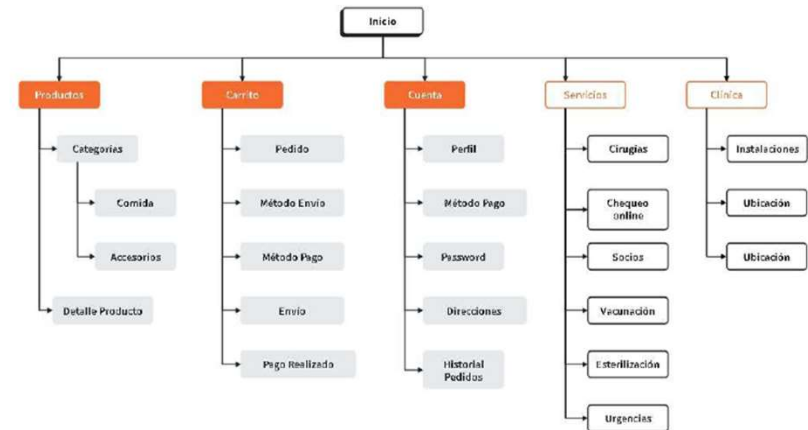 Inicio
Productos
Carrito
Cuenta
Servicios
Clínica
Categorías
Comida
Accesorios
Detalle Producto
Pedido
Método Envío
Método Pago
Envío
Pago Realizado
Perfil
Método Pago
Password
Direcciones
Historial
Pedidos
Cirugías
Chequeo
online
Socios
Vacunación
Esterilización
Urgencias
Instalaciones
Ubicación
Ubicación